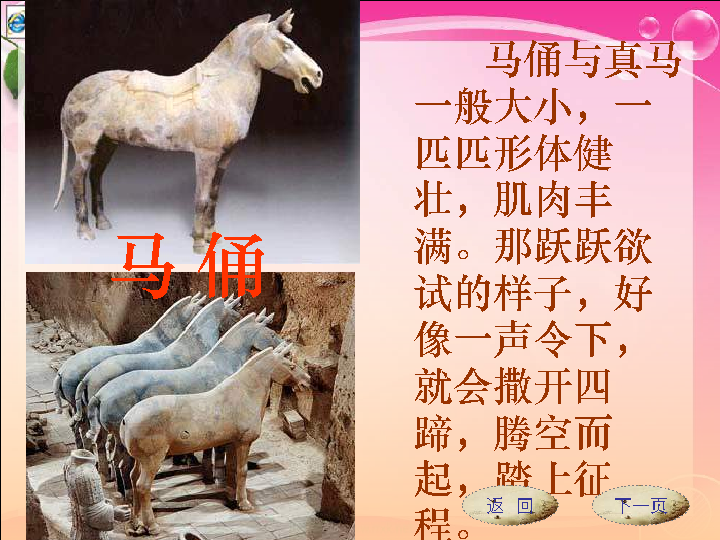 马俑
马俑与真马
一般大小，一
匹匹形体健
壮，肌肉丰
满。那跃跃欲
试的样子，好
像一声令下，
就会撒开四
蹄，腾空而
起，踏上征
程。
返 回
下一页